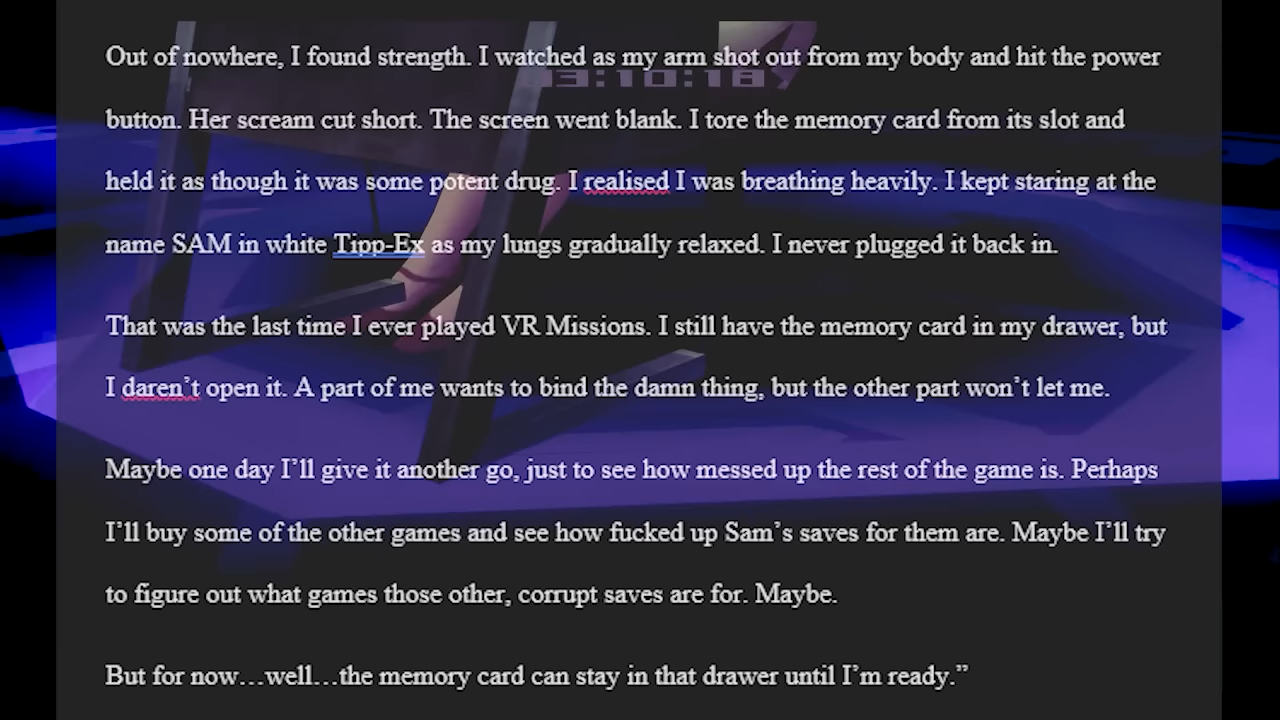 3:10:18
Out of nowhere, I found strength. I watched as my arm shot out from my body and hit the power
button. Her scream cut short. The screen went blank. I tore the memory card from its slot and
held it as though it was some potent drug. I realised I was breathing heavily. I kept staring at the
name SAM in white Tipp-Ex as my lungs gradually relaxed. I never plugged it back in.
That was the last time I ever played VR Missions. I still have the memory card in my drawer, but
I daren’t open it. A part of me wants to bind the damn thing, but the other part won’t let me.
Maybe one day I’ll give it another go, just to see how messed up the rest of the game is. Perhaps
I’ll buy some of the other games and see how fucked up Sam’s saves for them are. Maybe I’ll try
to figure out what games those other, corrupt saves are for. Maybe.
But for now…well…the memory card can stay in that drawer until I’m ready.”